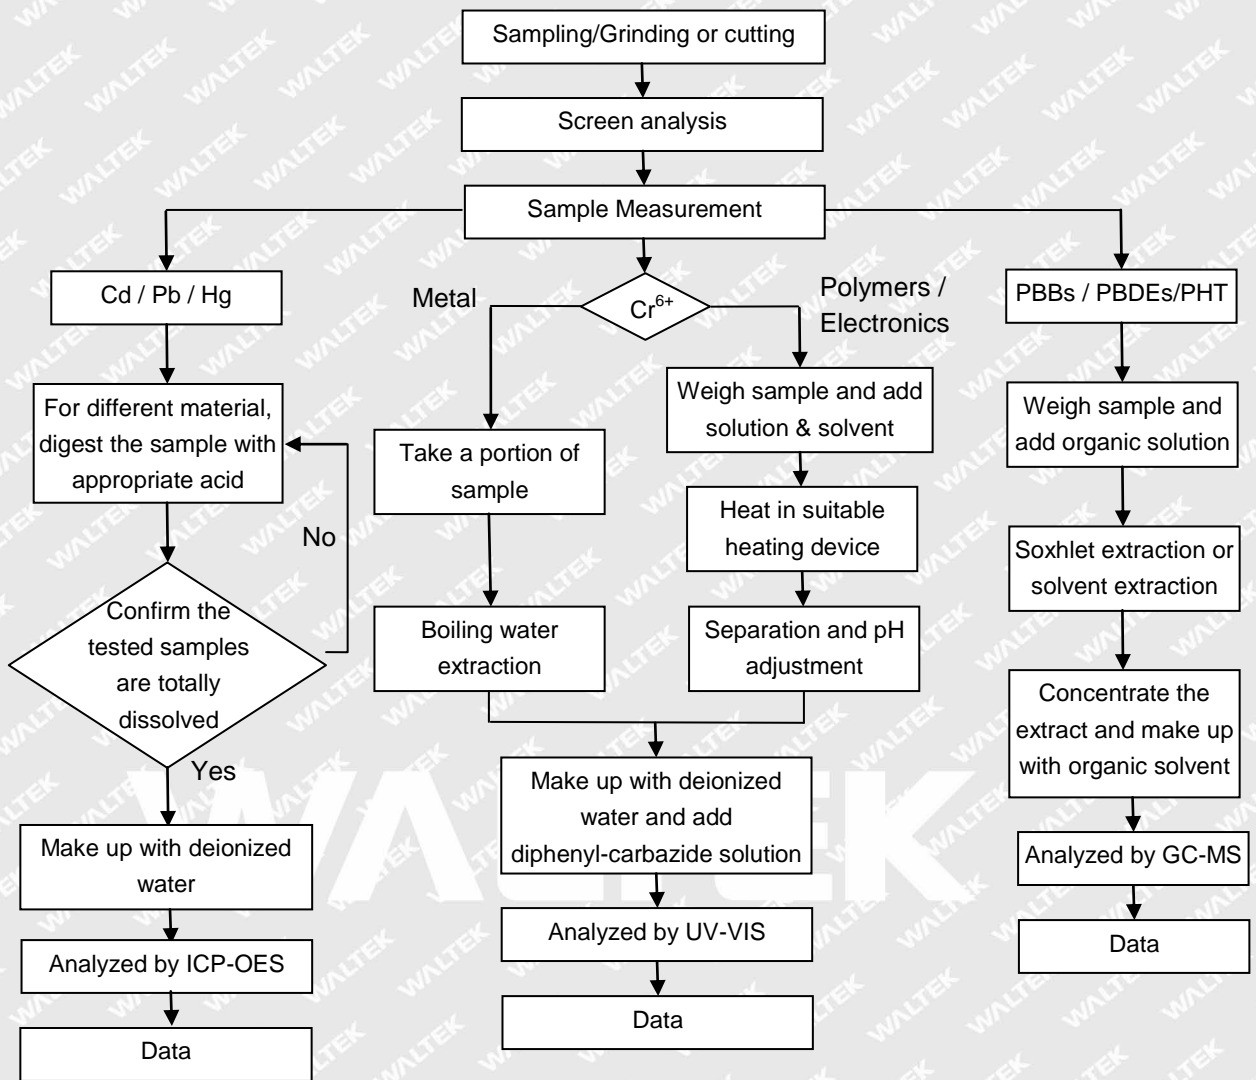 Sampling/Grinding or cutting
Screen analysis
Sample Measurement
Cd / Pb / Hg
For different material,
digest the sample with
appropriate acid
No
Confirm the
tested samples
are totally
dissolved
Yes
Make up with deionized
water
Analyzed by ICP-OES
Data
Cr6+
Metal
Take a portion of
sample
Boiling water
extraction
Polymers /
Electronics
Weigh sample and add
solution & solvent
Heat in suitable
heating device
Separation and pH
adjustment
Make up with deionized
water and add
diphenyl-carbazide solution
Analyzed by UV-VIS
Data
PBBs / PBDEs/PHT
Weigh sample and
add organic solution
Soxhlet extraction or
solvent extraction
Concentrate the
extract and make up
with organic solvent
Analyzed by GC-MS
Data
WALTEK